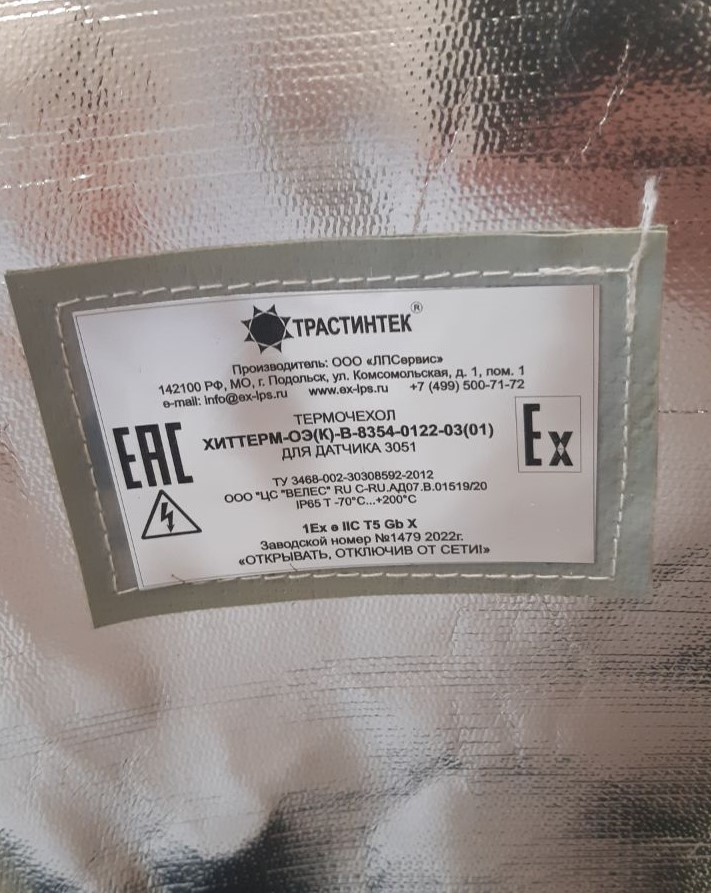 ТРАСТИНТЕК®
Производитель: ООО «ЛПСервис»
142100 РФ, МО, г. Подольск, ул. Комсомольская, д. 1, пом. 1
e-mail: info@ex-lps.ru www.ex-lps.ru +7 (499) 500-71-72
ТЕРМОЧЕХОЛ
ХИТТЕРМ-ОЭ(К)-В-8354-0122-03(01)
ДЛЯ ДАТЧИКА 3051
EAC
Ex
ТУ 3468-002-30308592-2012
ООО "ЦС "ВЕЛЕС" RU C-RU.АД07.В.01519/20
IP65 T -70°C...+200°C
1Ex e IIC T5 Gb X
Заводской номер №1479 2022г.
«ОТКРЫВАТЬ, ОТКЛЮЧИВ ОТ СЕТИ!»